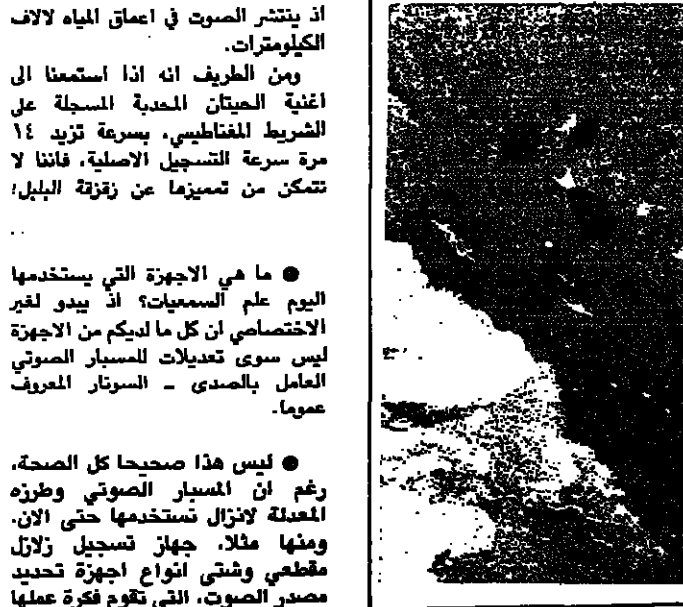 اذ ينتشر الصوت في اعماق المياه لالاف
الكيلومترات.
ومن الطريف انه اذا استمعنا الى
اغنية الحيتان المحدبة المسجلة على
الشريط المغناطيسي، بسرعة تزيد ١٤
مرة سرعة التسجيل الاصلية، فاننا لا
نتمكن من تمييزها عن زقزقة البلبل!
● ما هي الاجهزة التي يستخدمها
اليوم علم السمعيات؟ اذ يبدو لغير
الاختصاصي ان كل ما لديكم من الاجهزة
ليس سوى تعديلات للمسبار الصوتي
العامل بالصدى ـ السونار المعروف
عموما.
● ليس هذا صحيحا كل الصحة،
رغم ان المسبار الصوتي وطرزه
المعدلة لانزال نستخدمها حتى الان.
ومنها مثلا، جهاز تسجيل زلازل
مقطعي وشتى انواع اجهزة تحديد
مصدر الصوت، التي تقوم فكرة عملها